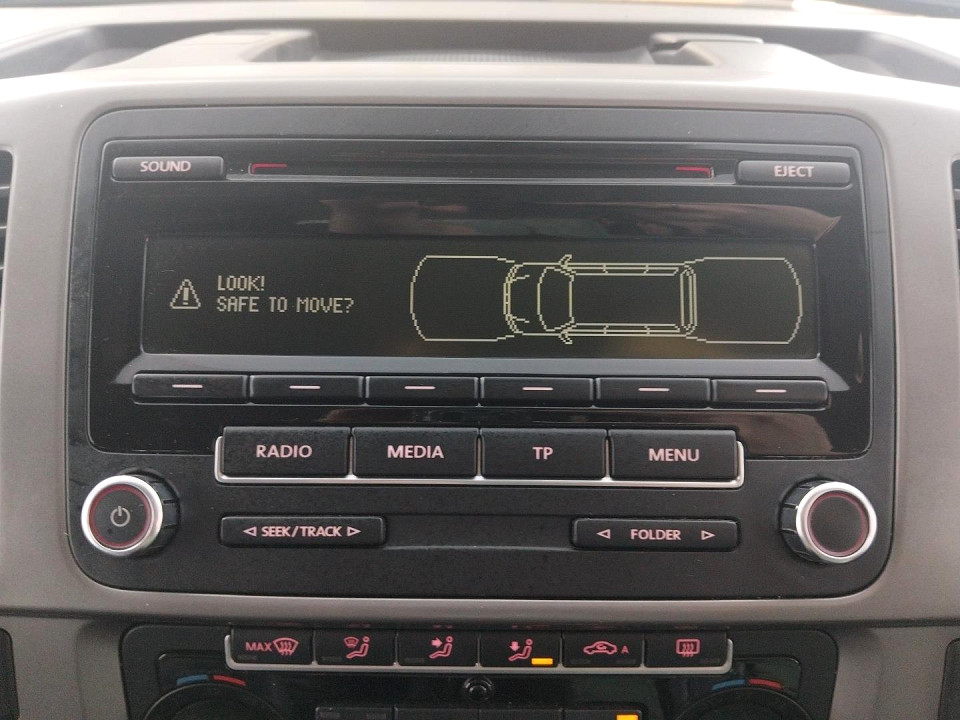 SOUND
EJECT
LOOK!
SAFE TO MOVE?
RADIO
MEDIA
TP
MENU
SEEK/TRACK
FOLDER
MAX
A